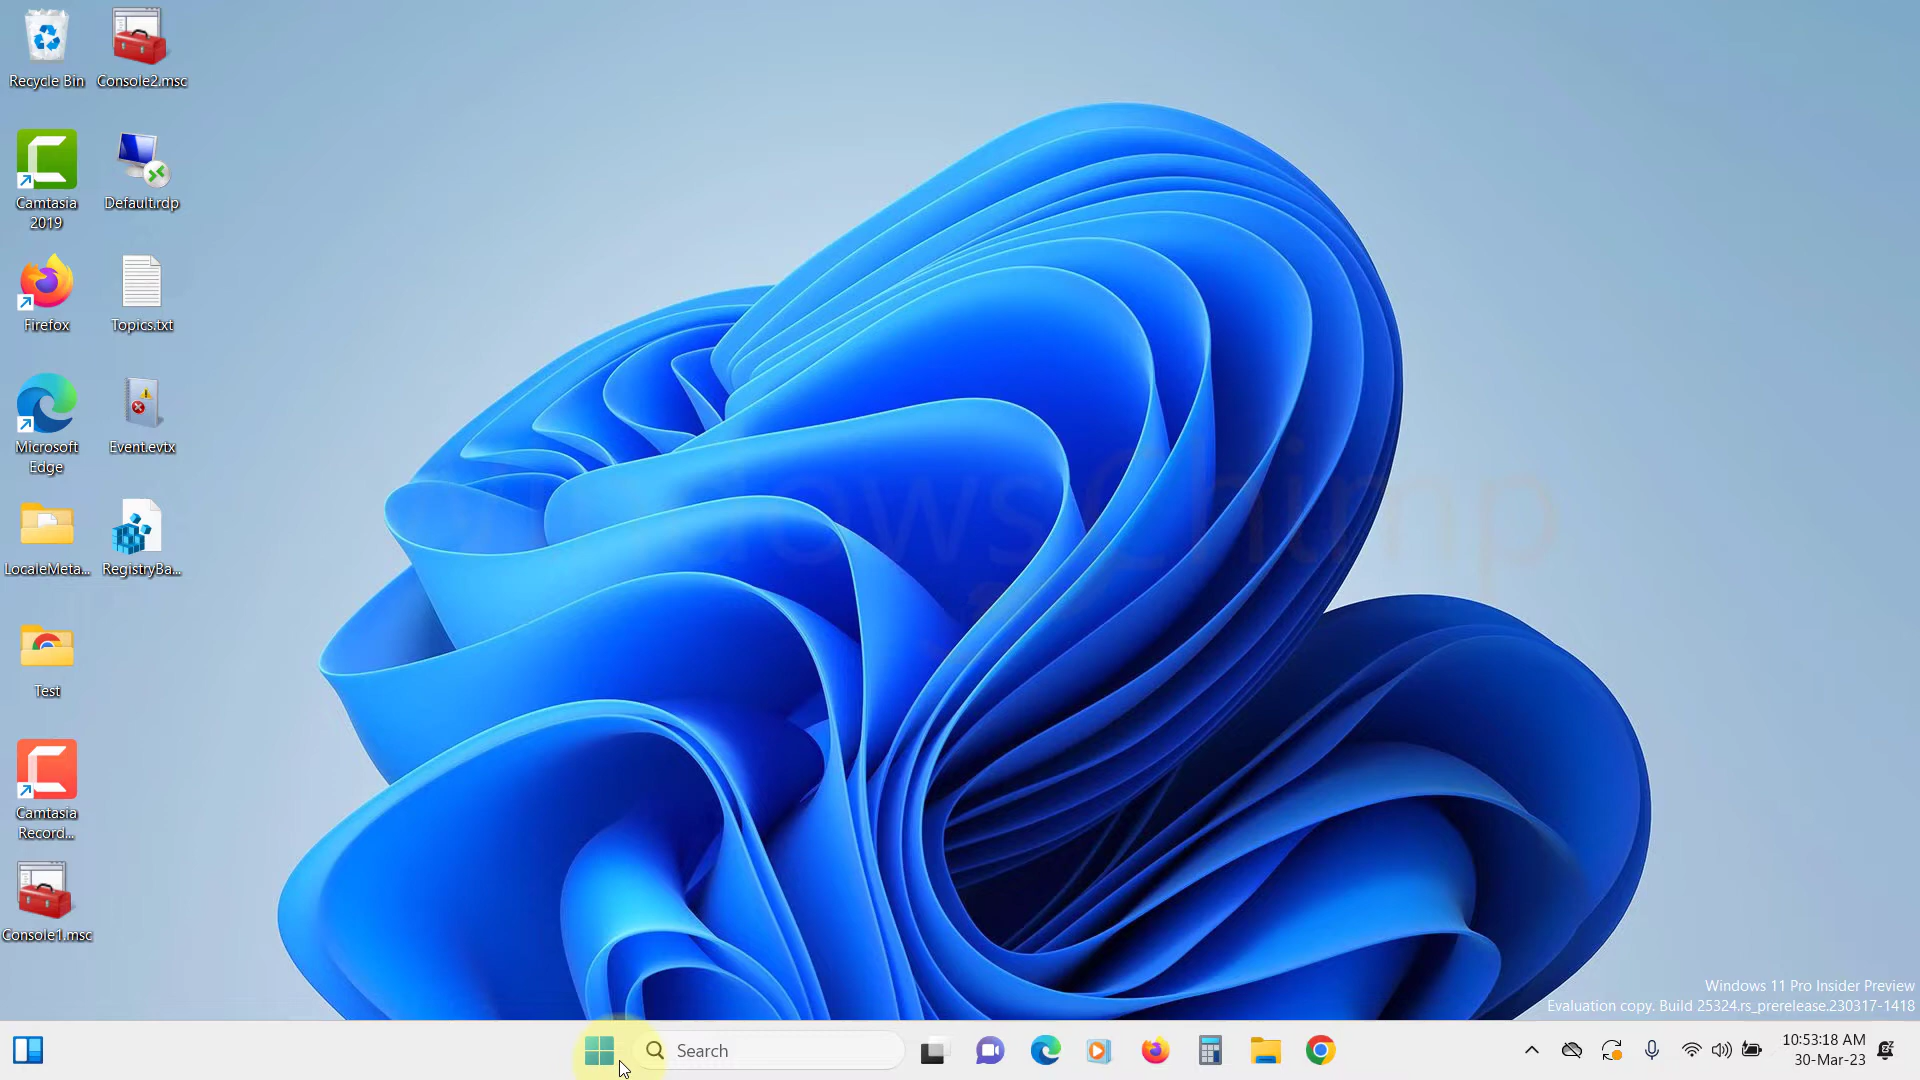 Recycle Bin
Console2.msc
Camtasia
2019
Default.rdp
Firefox
Topics.txt
Microsoft
Edge
Event.evtx
LocaleMeta...
RegistryBa...
Test
Camtasia
Record...
Console1.msc
Windows Chimp
Windows 11 Pro Insider Preview
Evaluation copy. Build 25324.rs_prerelease.230317-1418
Search
10:53:18 AM
30-Mar-23